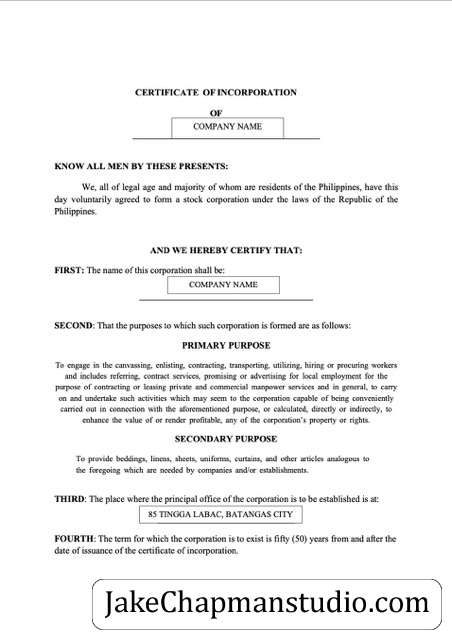 CERTIFICATE OF INCORPORATION
OF
COMPANY NAME
KNOW ALL MEN BY THESE PRESENTS:
We, all of legal age and majority of whom are residents of the Philippines, have this
day voluntarily agreed to form a stock corporation under the laws of the Republic of the
Philippines.
AND WE HEREBY CERTIFY THAT:
FIRST: The name of this corporation shall be:
COMPANY NAME
SECOND: That the purposes to which such corporation is formed are as follows:
PRIMARY PURPOSE
To engage in the canvassing, enlisting, contracting, transporting, utilizing, hiring or procuring workers
and includes referring, contract services, promising or advertising for local employment for the
purpose of contracting or leasing private and commercial manpower services and in general, to carry
on and undertake such activities which may seem to the corporation capable of being conveniently
carried out in connection with the aforementioned purpose, or calculated, directly or indirectly, to
enhance the value of or render profitable, any of the corporation's property or rights.
SECONDARY PURPOSE
To provide beddings, linens, sheets, uniforms, curtains, and other articles analogous to
the foregoing which are needed by companies and/or establishments.
THIRD: The place where the principal office of the corporation is to be established is at:
85 TINGGA LABAC, BATANGAS CITY
FOURTH: The term for which the corporation is to exist is fifty (50) years from and after the
date of issuance of the certificate of incorporation.
JakeChapmanstudio.com